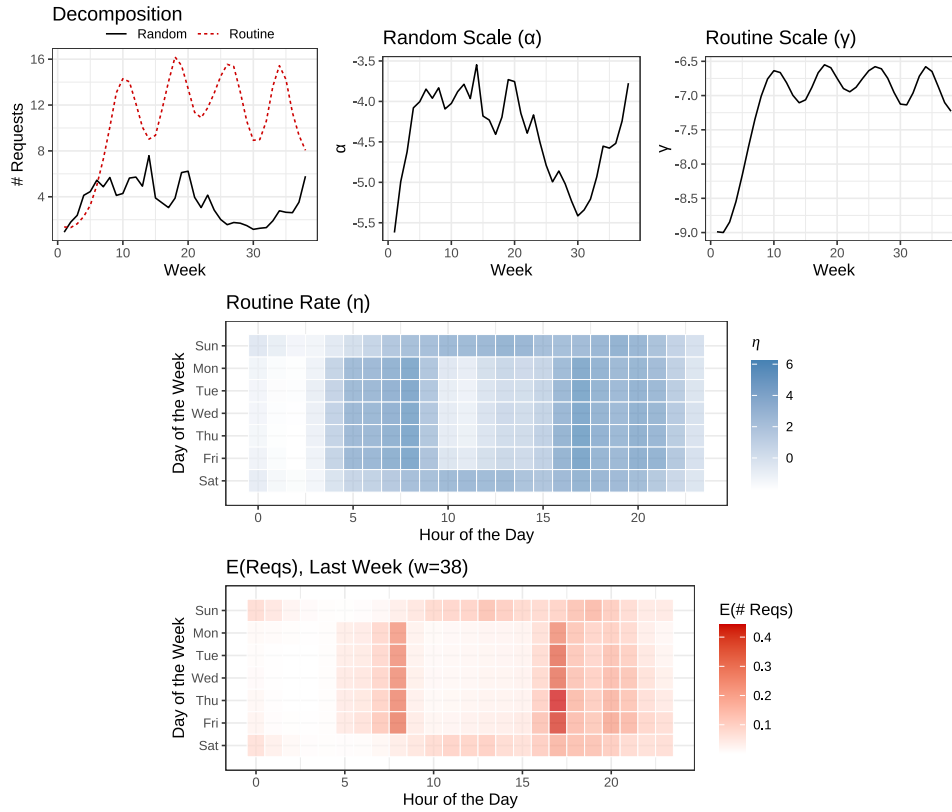 Decomposition
Random Routine
# Requests
16
12
8
4
0 10 20 30
Week
Random Scale (α)
α
-3.5
-4.0
-4.5
-5.0
-5.5
0 10 20 30
Week
Routine Scale (γ)
γ
-6.5
-7.0
-7.5
-8.0
-8.5
-9.0
0 10 20 30
Week
Routine Rate (η)
Day of the Week
Sun
Mon
Tue
Wed
Thu
Fri
Sat
0 5 10 15 20
Hour of the Day
η
6
4
2
0
E(Reqs), Last Week (w=38)
Day of the Week
Sun
Mon
Tue
Wed
Thu
Fri
Sat
0 5 10 15 20
Hour of the Day
E(# Reqs)
0.4
0.3
0.2
0.1